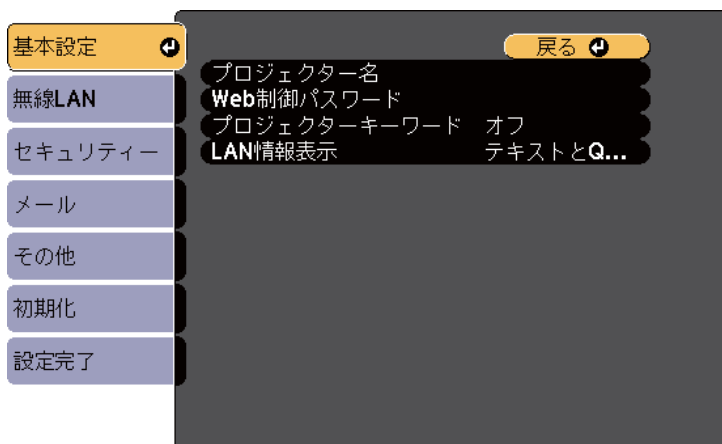 基本設定
無線LAN
セキュリティー
メール
その他
初期化
設定完了
戻る
プロジェクター名
Web制御パスワード
プロジェクターキーワード オフ
LAN情報表示 テキストとQ...